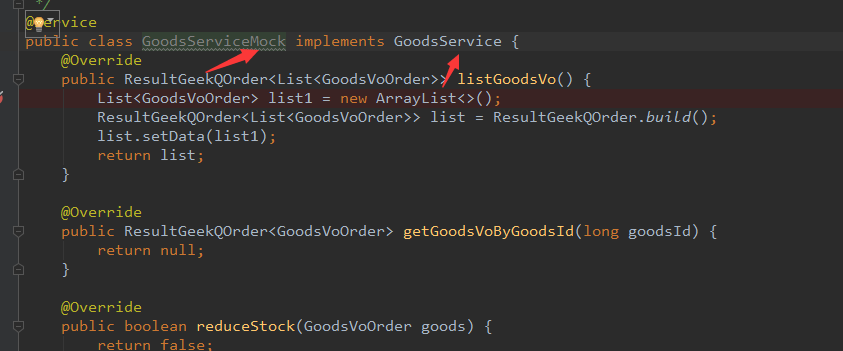 */
@Service
public class GoodsServiceMock implements GoodsService {
@Override
public ResultGeekQOrder<List<GoodsVoOrder>> listGoodsVo() {
List<GoodsVoOrder> list1 = new ArrayList<>();
ResultGeekQOrder<List<GoodsVoOrder>> list = ResultGeekQOrder.build();
list.setData(list1);
return list;
}
@Override
public ResultGeekQOrder<GoodsVoOrder> getGoodsVoByGoodsId(long goodsId) {
return null;
}
@Override
public boolean reduceStock(GoodsVoOrder goods) {
return false;